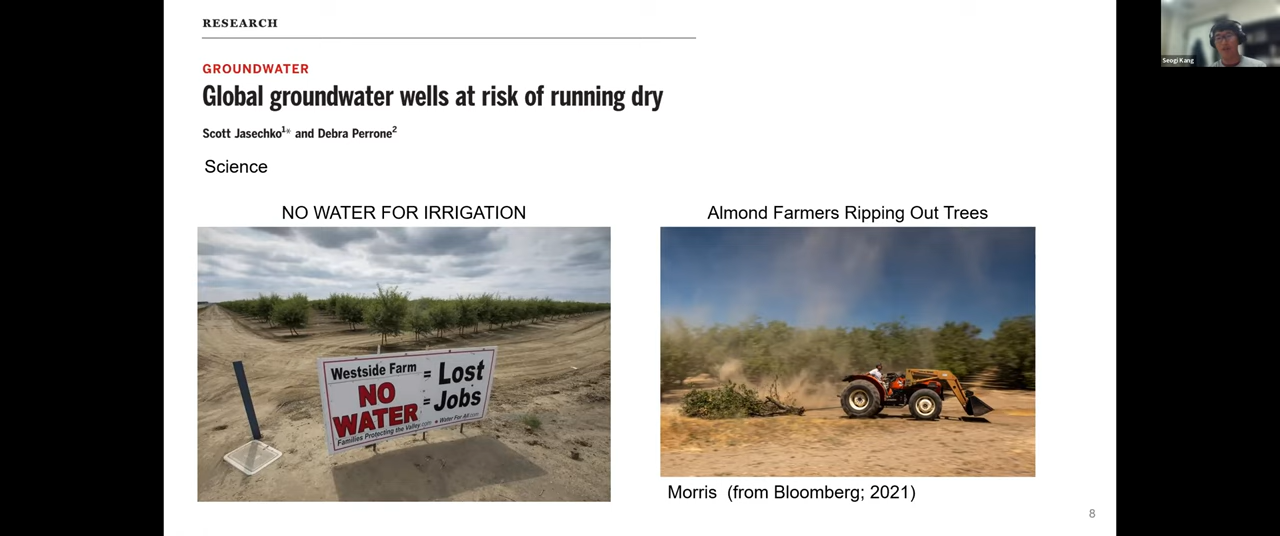 RESEARCH
GROUNDWATER
Global groundwater wells at risk of running dry
Scott Jasechko1* and Debra Perrone2
Science
NO WATER FOR IRRIGATION
Almond Farmers Ripping Out Trees
Westside Farm
NO
WATER
= Lost
= Jobs
Families Protecting the Valley.com • Water For All.com
Morris (from Bloomberg; 2021)
8
Seogi Kang